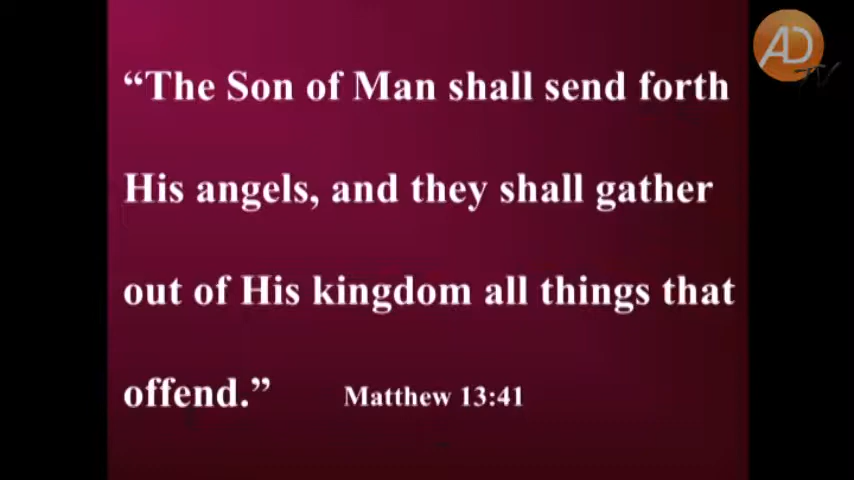 “The Son of Man shall send forth
His angels, and they shall gather
out of His kingdom all things that
offend.” Matthew 13:41
AD
TV